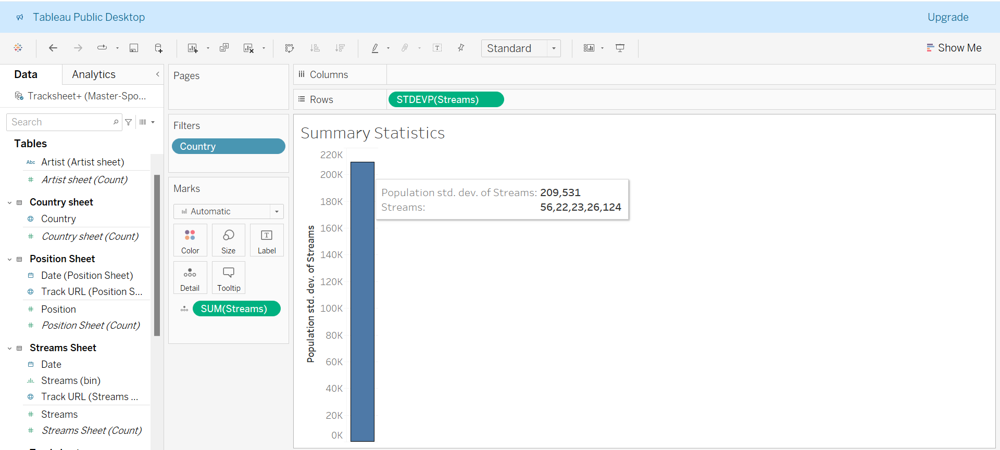 Tableau Public Desktop
Upgrade
Standard
Show Me
Data
Analytics
Tracksheet+ (Master-Spo...
Search
Tables
Abc Artist (Artist sheet)
# Artist sheet (Count)
Country sheet
Country
# Country sheet (Count)
Position Sheet
Date (Position Sheet)
Track URL (Position S...
# Position
# Position Sheet (Count)
Streams Sheet
Date
Streams (bin)
Track URL (Streams ...
# Streams
# Streams Sheet (Count)
Pages
Filters
Country
Marks
Automatic
Color
Size
T
Label
Detail
Tooltip
SUM(Streams)
Columns
Rows
STDEVP(Streams)
Summary Statistics
220K
200K
180K
160K
140K
120K
100K
80K
60K
40K
20K
0K
Population std. dev. of Streams
Population std. dev. of Streams: 209,531
Streams: 56,22,23,26,124